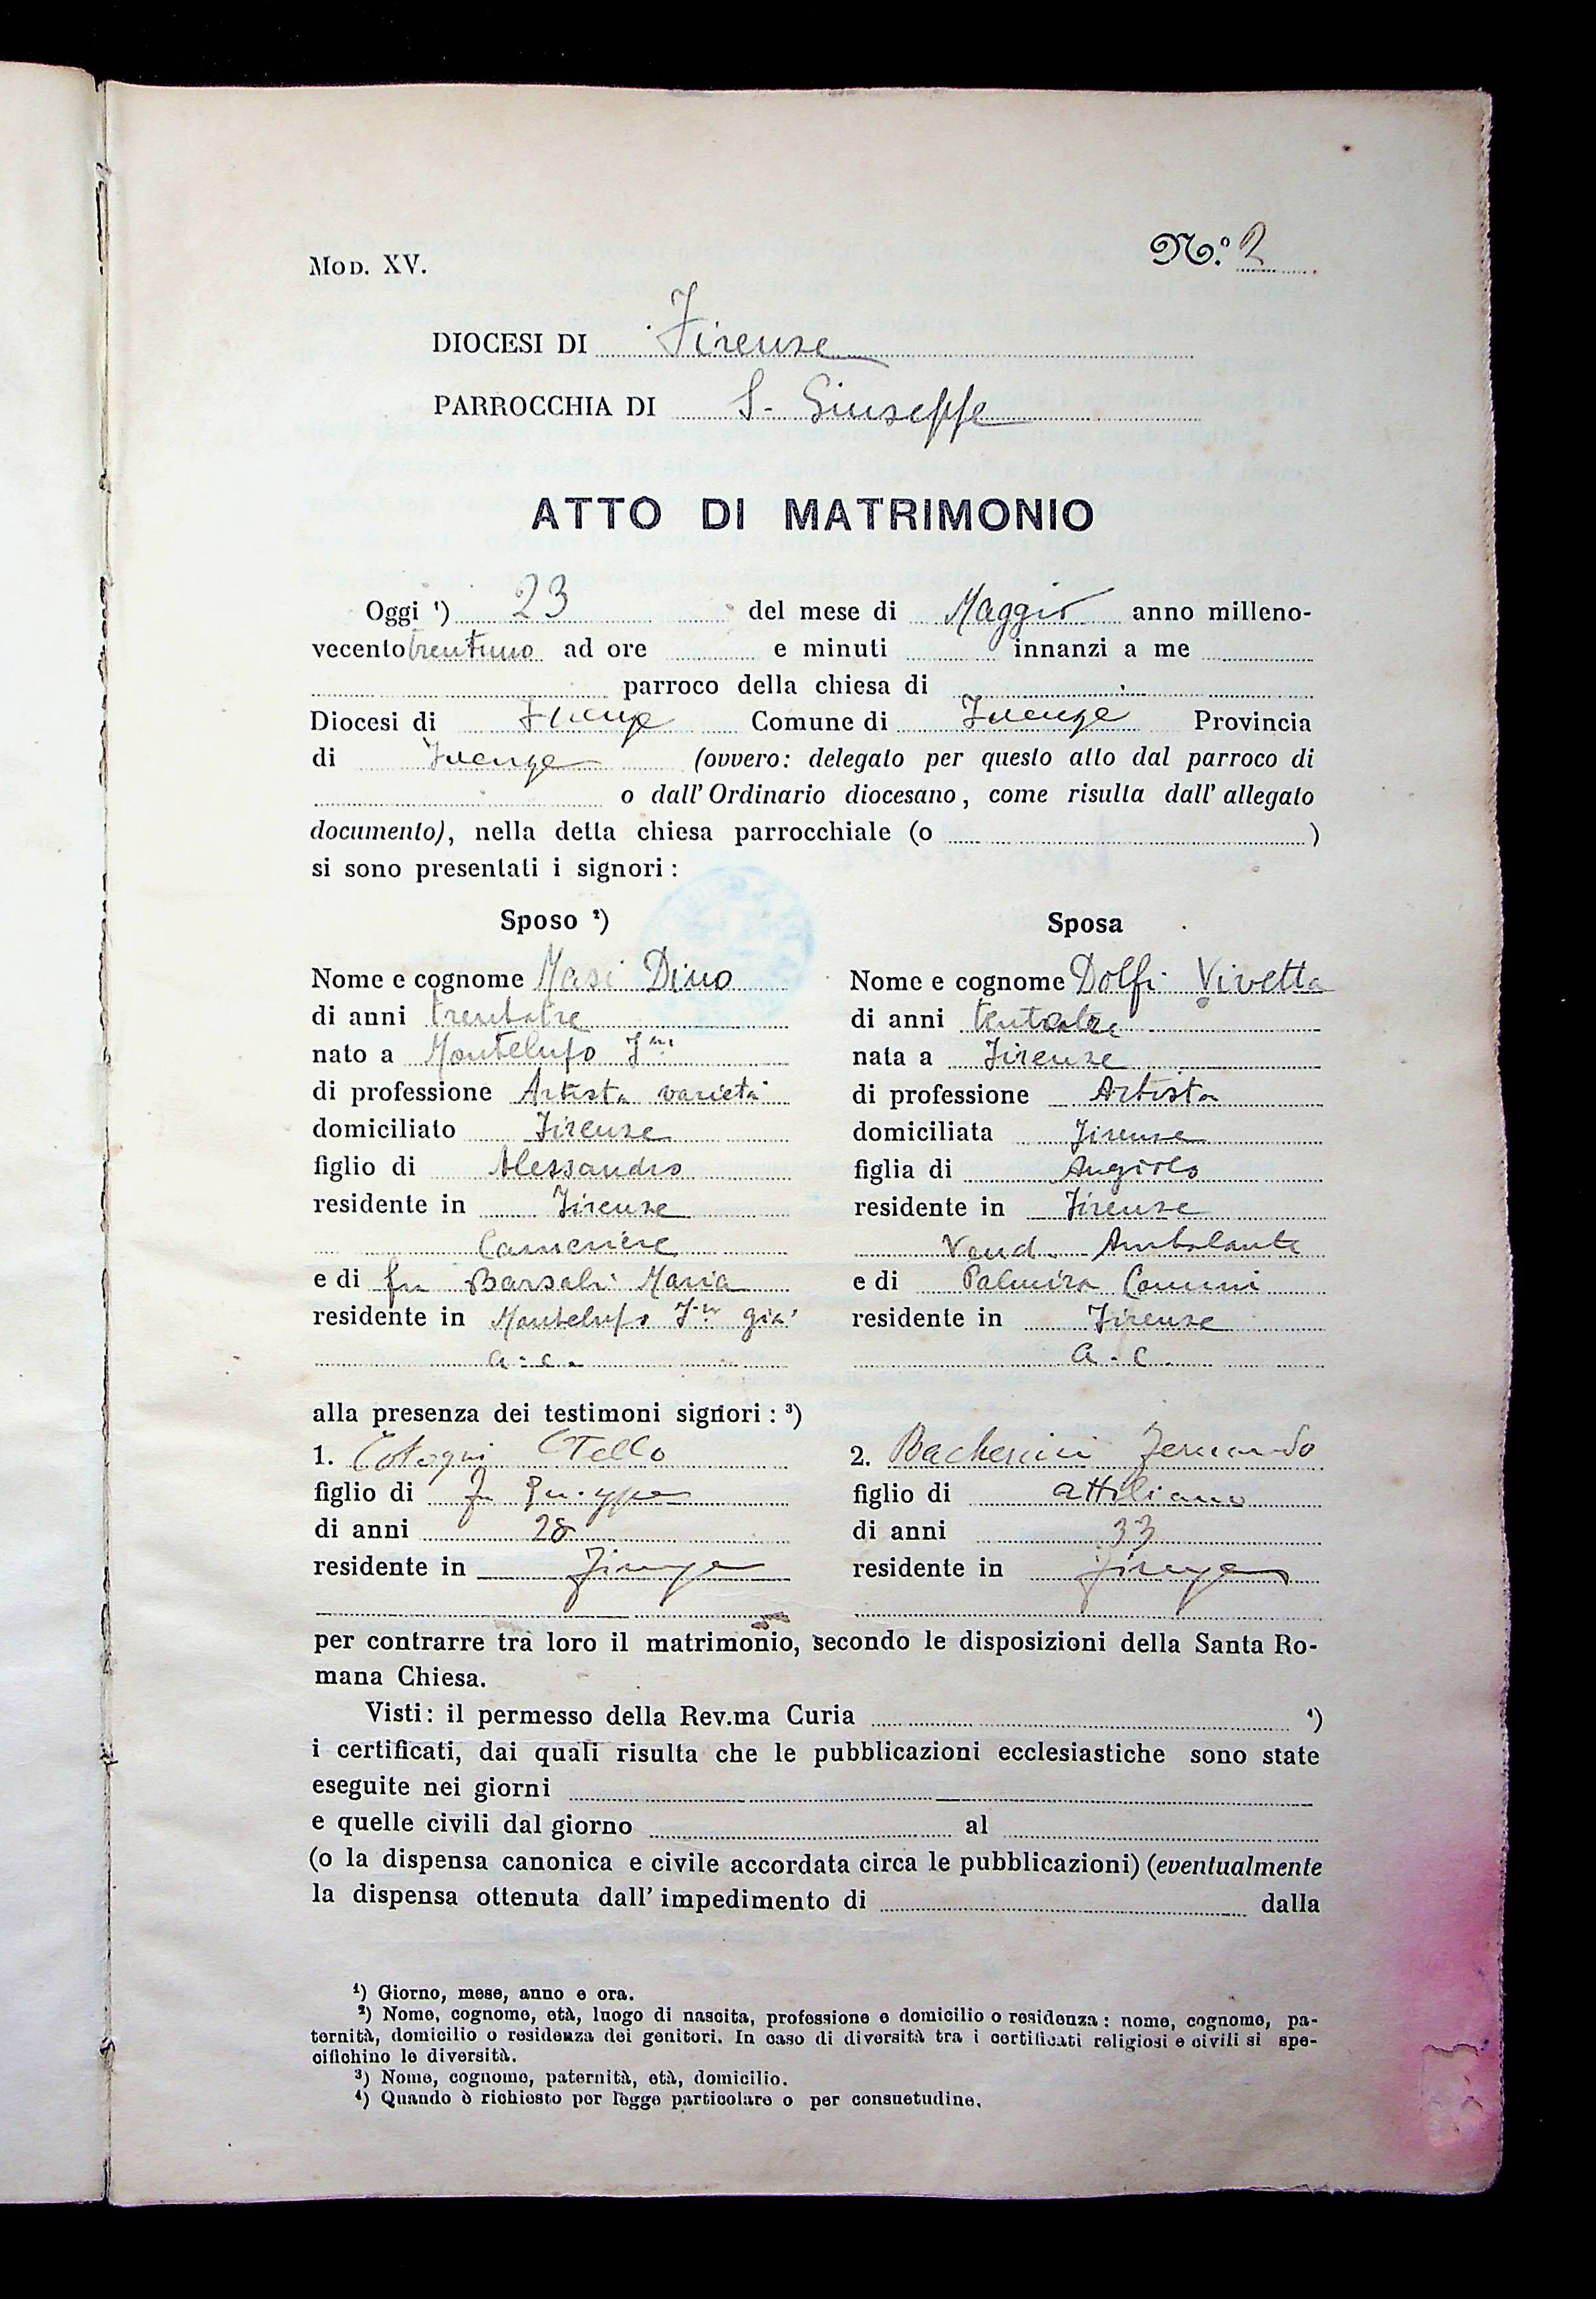 Mod. XV.
N.° 2
DIOCESI DI Firenze
PARROCCHIA DI S. Giuseppe
ATTO DI MATRIMONIO
Oggi ¹) 23 del mese di Maggio anno milleno-
vecento trentuno ad ore e minuti innanzi a me
parroco della chiesa di
Diocesi di Firenze Comune di Firenze Provincia
di Firenze (ovvero: delegato per questo atto dal parroco di
o dall' Ordinario diocesano, come risulta dall' allegato
documento), nella detta chiesa parrocchiale (o )
si sono presentati i signori:
Sposo ²)
Nome e cognome Masi Dino
di anni trentatre
nato a Montelupo F.no
di professione Artista varietà
domiciliato Firenze
figlio di Alessandro
residente in Firenze
Cameriere
e di fu Maria
residente in Montelupo F.no già
a. c.
Sposa
Nome e cognome Dolfi Vivetta
di anni
nata a Firenze
di professione Artista
domiciliata Firenze
figlia di Angiolo
residente in Firenze
Vend. Ambulante
e di Palmira
residente in Firenze
a. c.
alla presenza dei testimoni signori: ³)
1. Otello
figlio di fu Giuseppe
di anni 28
residente in Firenze
2. Bacherini Fernando
figlio di Attiliano
di anni 33
residente in Firenze
per contrarre tra loro il matrimonio, secondo le disposizioni della Santa Ro-
mana Chiesa.
Visti: il permesso della Rev.ma Curia ⁴)
i certificati, dai quali risulta che le pubblicazioni ecclesiastiche sono state
eseguite nei giorni
e quelle civili dal giorno al
(o la dispensa canonica e civile accordata circa le pubblicazioni) (eventualmente
la dispensa ottenuta dall' impedimento di dalla
¹) Giorno, mese, anno e ora.
²) Nome, cognome, età, luogo di nascita, professione e domicilio o residenza: nome, cognome, pa-
ternità, domicilio o residenza dei genitori. In caso di diversità tra i certificati religiosi e civili si spe-
cifichino le diversità.
³) Nome, cognome, paternità, età, domicilio.
⁴) Quando è richiesto per legge particolare o per consuetudine.